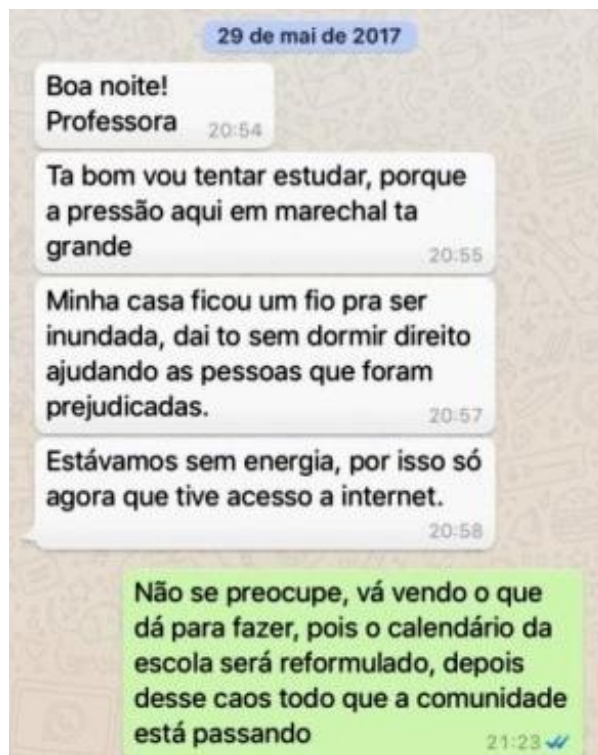 29 de mai de 2017
Boa noite!
Professora 20:54
Ta bom vou tentar estudar, porque
a pressão aqui em marechal ta
grande 20:55
Minha casa ficou um fio pra ser
inundada, dai to sem dormir direito
ajudando as pessoas que foram
prejudicadas. 20:57
Estávamos sem energia, por isso só
agora que tive acesso a internet.
20:58
Não se preocupe, vá vendo o que
dá para fazer, pois o calendário da
escola será reformulado, depois
desse caos todo que a comunidade
está passando 21:23